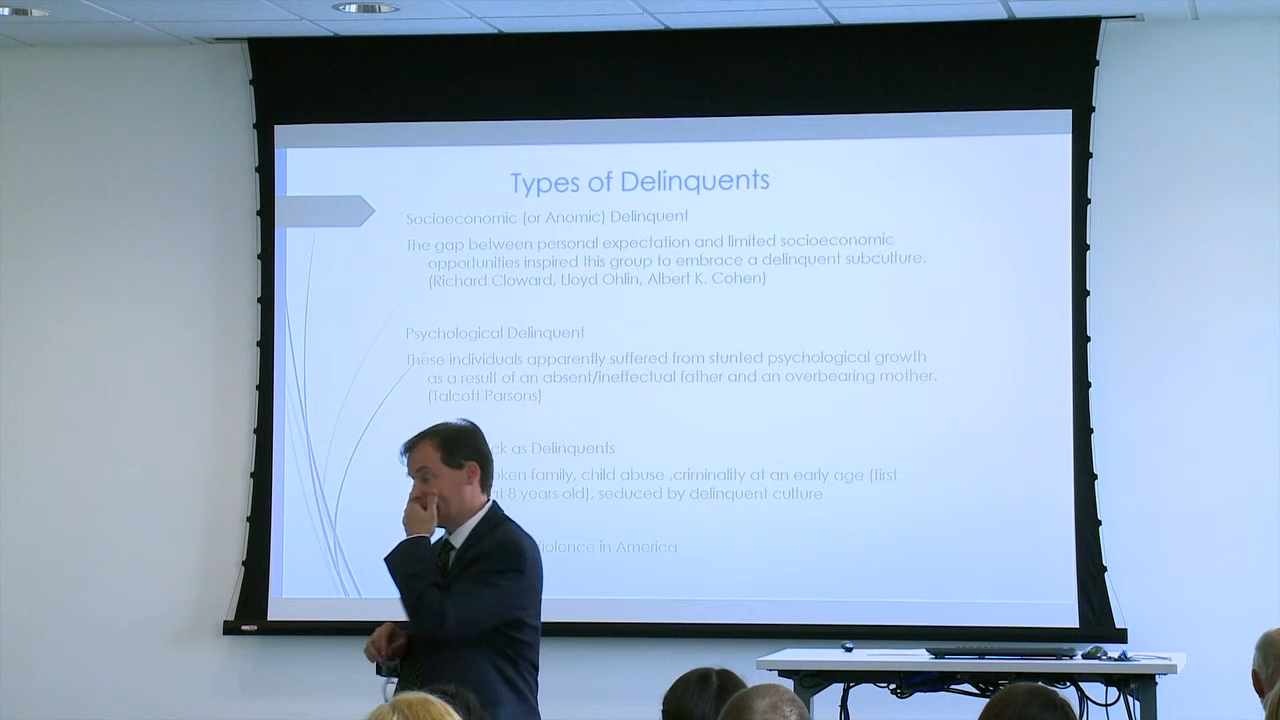 Types of Delinquents
Socioeconomic (or Anomic) Delinquent
The gap between personal expectation and limited socioeconomic
opportunities inspired this group to embrace a delinquent subculture.
(Richard Cloward, Lloyd Ohlin, Albert K. Cohen)
Psychological Delinquent
These individuals apparently suffered from stunted psychological growth
as a result of an absent/ineffectual father and an overbearing mother.
(Talcott Parsons)
as Delinquents
family, child abuse ,criminality at an early age (first
8 years old), seduced by delinquent culture
in America